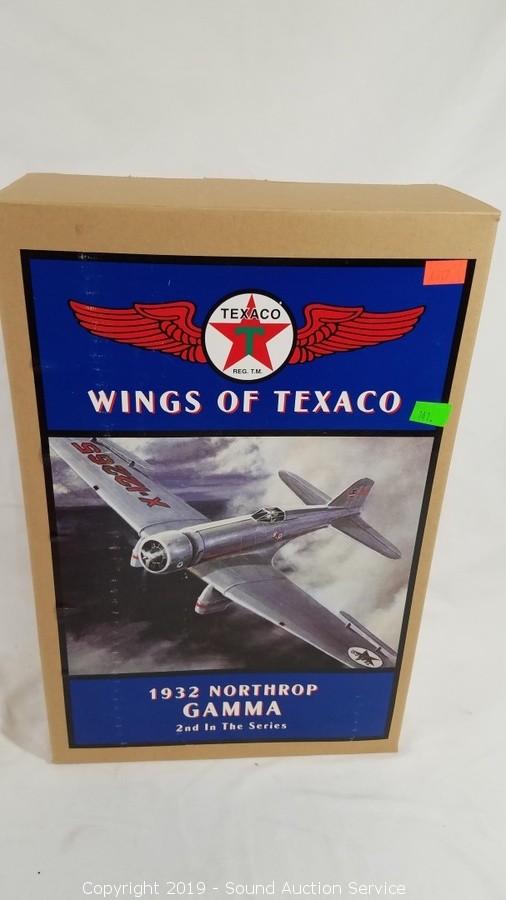 TEXACO
T
REG. T.M.
WINGS OF TEXACO
X-12265
1932 NORTHROP
GAMMA
2nd In The Series
Copyright 2019 - Sound Auction Service